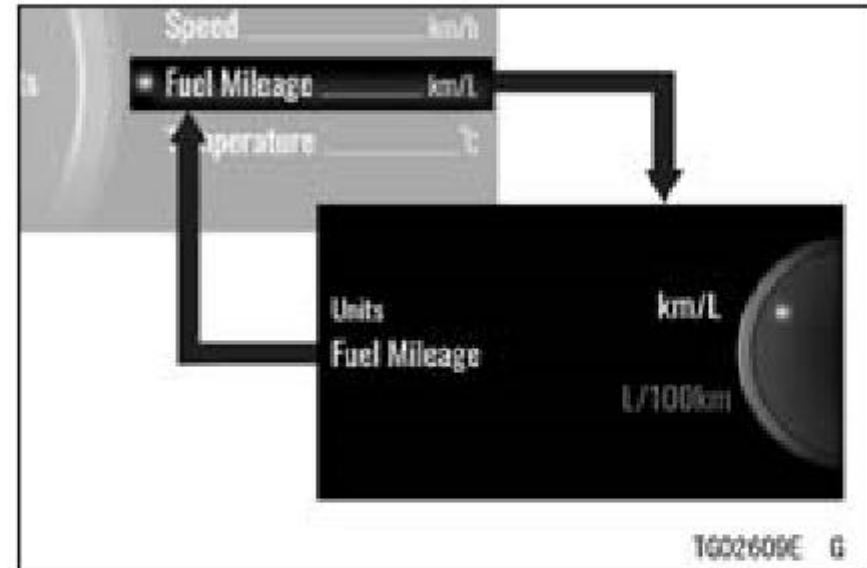 Speed km/h
Fuel Mileage km/L
Temperature °C
Units km/L
Fuel Mileage
L/100km
TGD2609E G